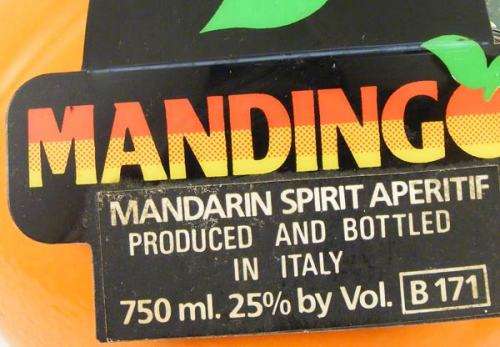 MANDINGO
MANDARIN SPIRIT APERITIF
PRODUCED AND BOTTLED
IN ITALY
750 ml. 25% by Vol. B 171